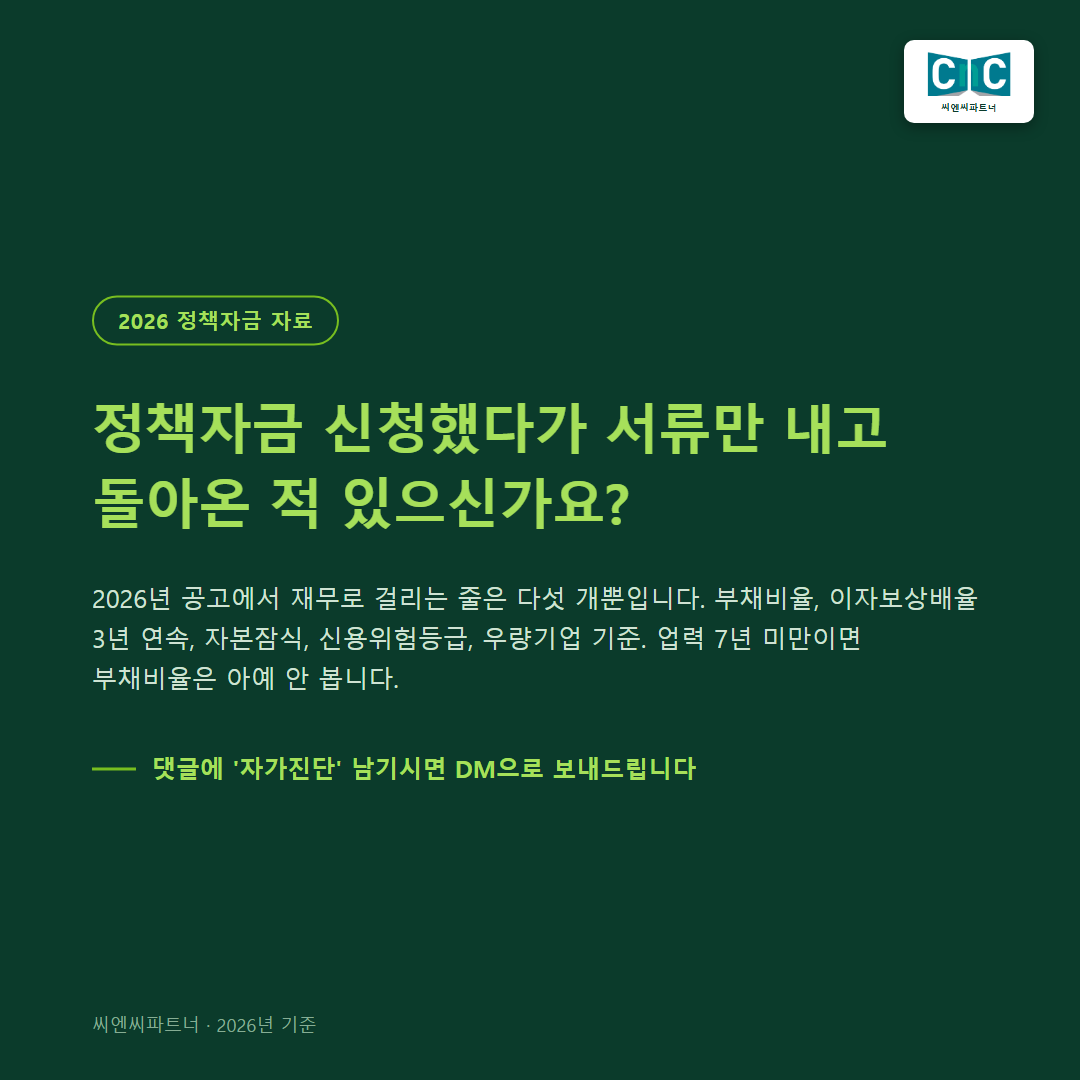 CnC
씨엔씨파트너
2026 정책자금 자료
정책자금 신청했다가 서류만 내고
돌아온 적 있으신가요?
2026년 공고에서 재무로 걸리는 줄은 다섯 개뿐입니다. 부채비율, 이자보상배율
3년 연속, 자본잠식, 신용위험등급, 우량기업 기준. 업력 7년 미만이면
부채비율은 아예 안 봅니다.
댓글에 '자가진단' 남기시면 DM으로 보내드립니다
씨엔씨파트너 · 2026년 기준